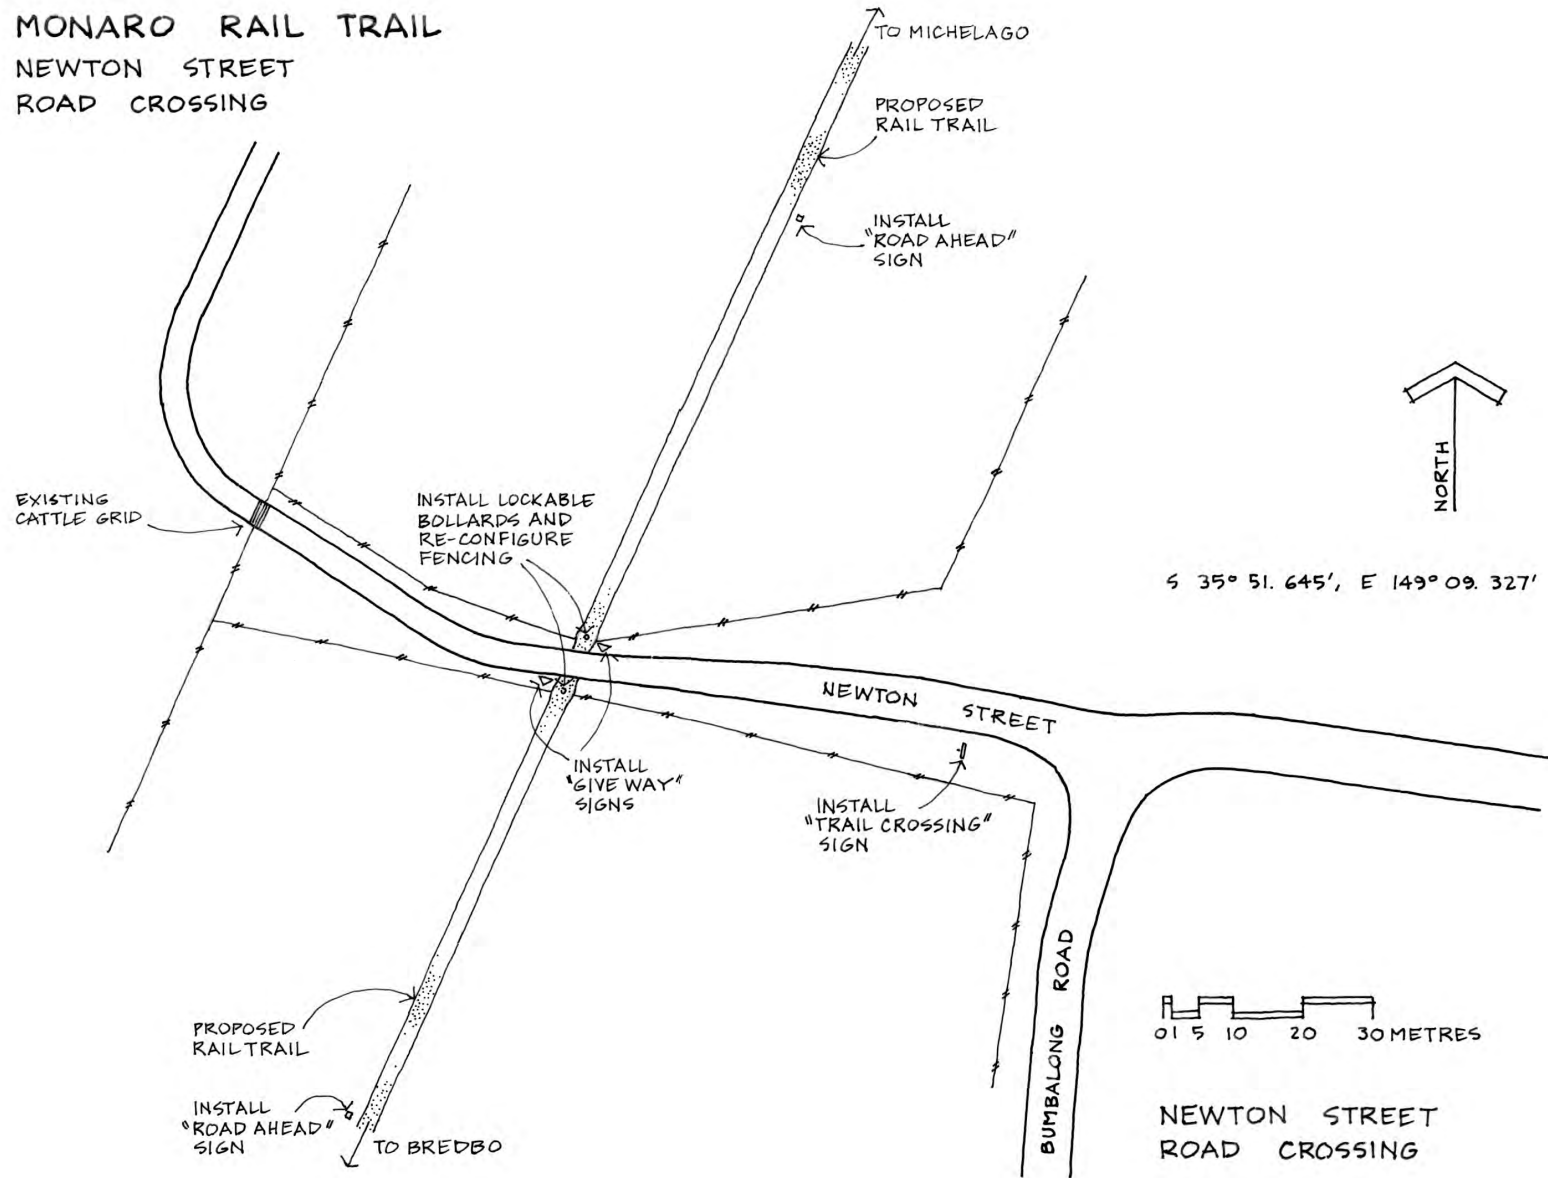 MONARO RAIL TRAIL
NEWTON STREET
ROAD CROSSING
TO MICHELAGO
PROPOSED
RAIL TRAIL
INSTALL
"ROAD AHEAD"
SIGN
EXISTING
CATTLE GRID
INSTALL LOCKABLE
BOLLARDS AND
RE-CONFIGURE
FENCING
NORTH
S 35° 51. 645', E 149° 09. 327'
NEWTON STREET
INSTALL
"GIVE WAY"
SIGNS
INSTALL
"TRAIL CROSSING"
SIGN
BUMBALONG ROAD
PROPOSED
RAIL TRAIL
INSTALL
"ROAD AHEAD"
SIGN
TO BREDBO
0 1 5 10 20 30 METRES
NEWTON STREET
ROAD CROSSING